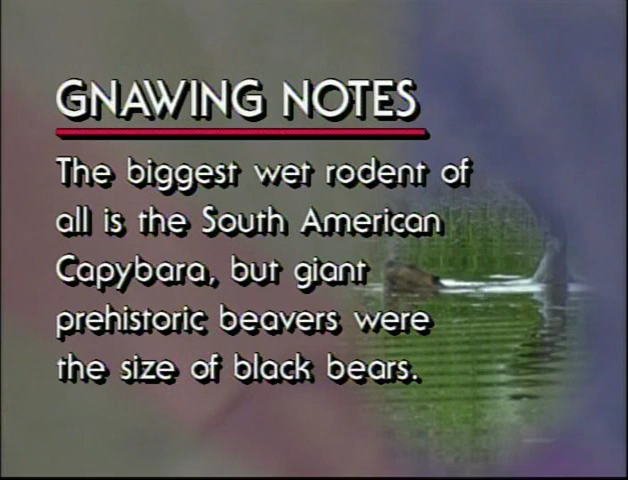 GNAWING NOTES
The biggest wet rodent of
all is the South American
Capybara, but giant
prehistoric beavers were
the size of black bears.